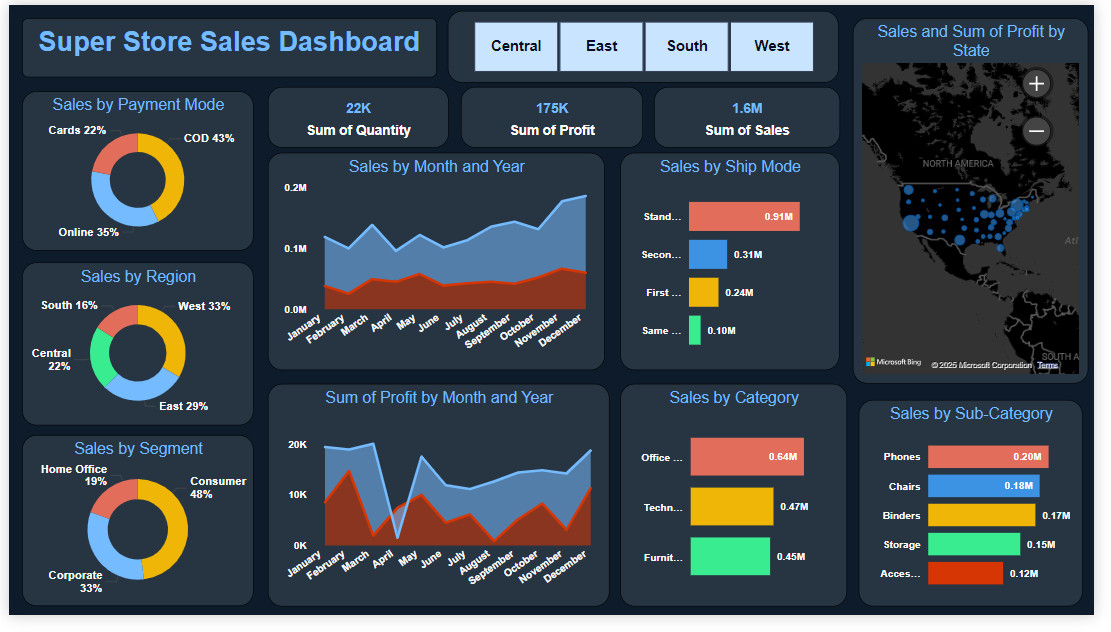 Super Store Sales Dashboard
Central
East
South
West
Sales and Sum of Profit by
State
NORTH AMERICA
Atl
SOUTH A
Microsoft Bing
© 2025 Microsoft Corporation
Terms
Sales by Payment Mode
Cards 22%
COD 43%
Online 35%
22K
Sum of Quantity
175K
Sum of Profit
1.6M
Sum of Sales
Sales by Month and Year
0.2M
0.1M
0.0M
January
February
March
April
May
June
July
August
September
October
November
December
Sales by Ship Mode
Stand...
0.91M
Secon...
0.31M
First ...
0.24M
Same ...
0.10M
Sales by Region
South 16%
West 33%
Central
22%
East 29%
Sum of Profit by Month and Year
20K
10K
0K
January
February
March
April
May
June
July
August
September
October
November
December
Sales by Category
Office ...
0.64M
Techn...
0.47M
Furnit...
0.45M
Sales by Sub-Category
Phones
0.20M
Chairs
0.18M
Binders
0.17M
Storage
0.15M
Acces...
0.12M
Sales by Segment
Home Office
19%
Consumer
48%
Corporate
33%